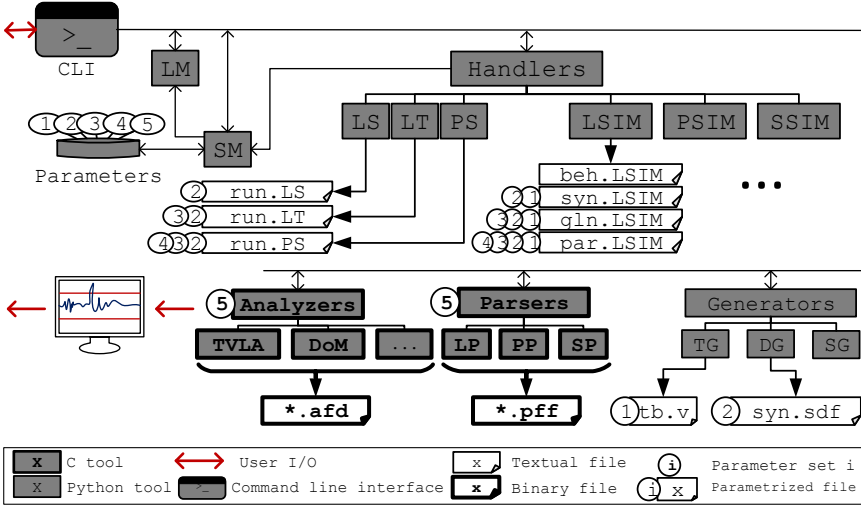 >_
CLI
LM
Handlers
1 2 3 4 5
LS LT PS LSIM PSIM SSIM
SM
Parameters
beh.LSIM
2 run.LS
2 1 syn.LSIM
...
3 2 run.LT
3 2 1 gln.LSIM
4 3 2 run.PS
4 3 2 1 par.LSIM
5 Analyzers
5 Parsers
Generators
TVLA DoM ...
LP PP SP
TG DG SG
*.afd
*.pff
1 tb.v
2 syn.sdf
x C tool
User I/O
x Textual file
i Parameter set i
x Python tool
>_ Command line interface
x Binary file
i x Parametrized file